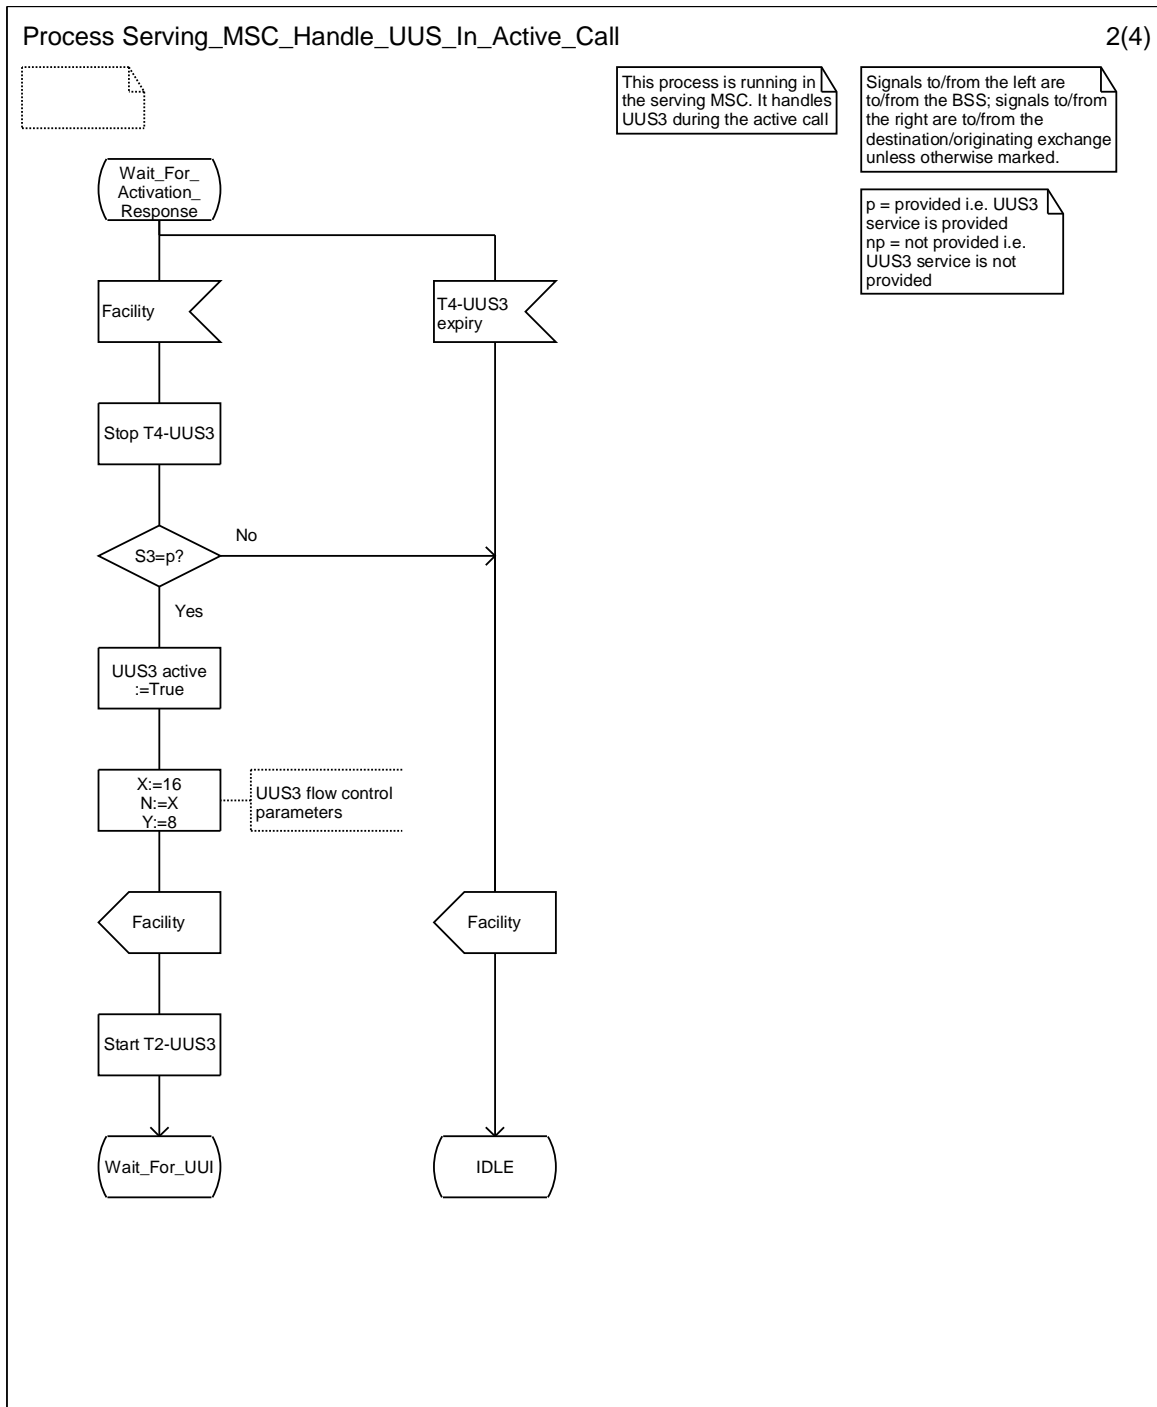 Process Serving_MSC_Handle_UUS_In_Active_Call
2(4)
This process is running in
the serving MSC. It handles
UUS3 during the active call
Signals to/from the left are
to/from the BSS; signals to/from
the right are to/from the
destination/originating exchange
unless otherwise marked.
p = provided i.e. UUS3
service is provided
np = not provided i.e.
UUS3 service is not
provided
Wait_For_
Activation_
Response
Facility
T4-UUS3
expiry
Stop T4-UUS3
S3=p?
No
Yes
UUS3 active
:=True
X:=16
N:=X
Y:=8
UUS3 flow control
parameters
Facility
Facility
Start T2-UUS3
Wait_For_UUI
IDLE